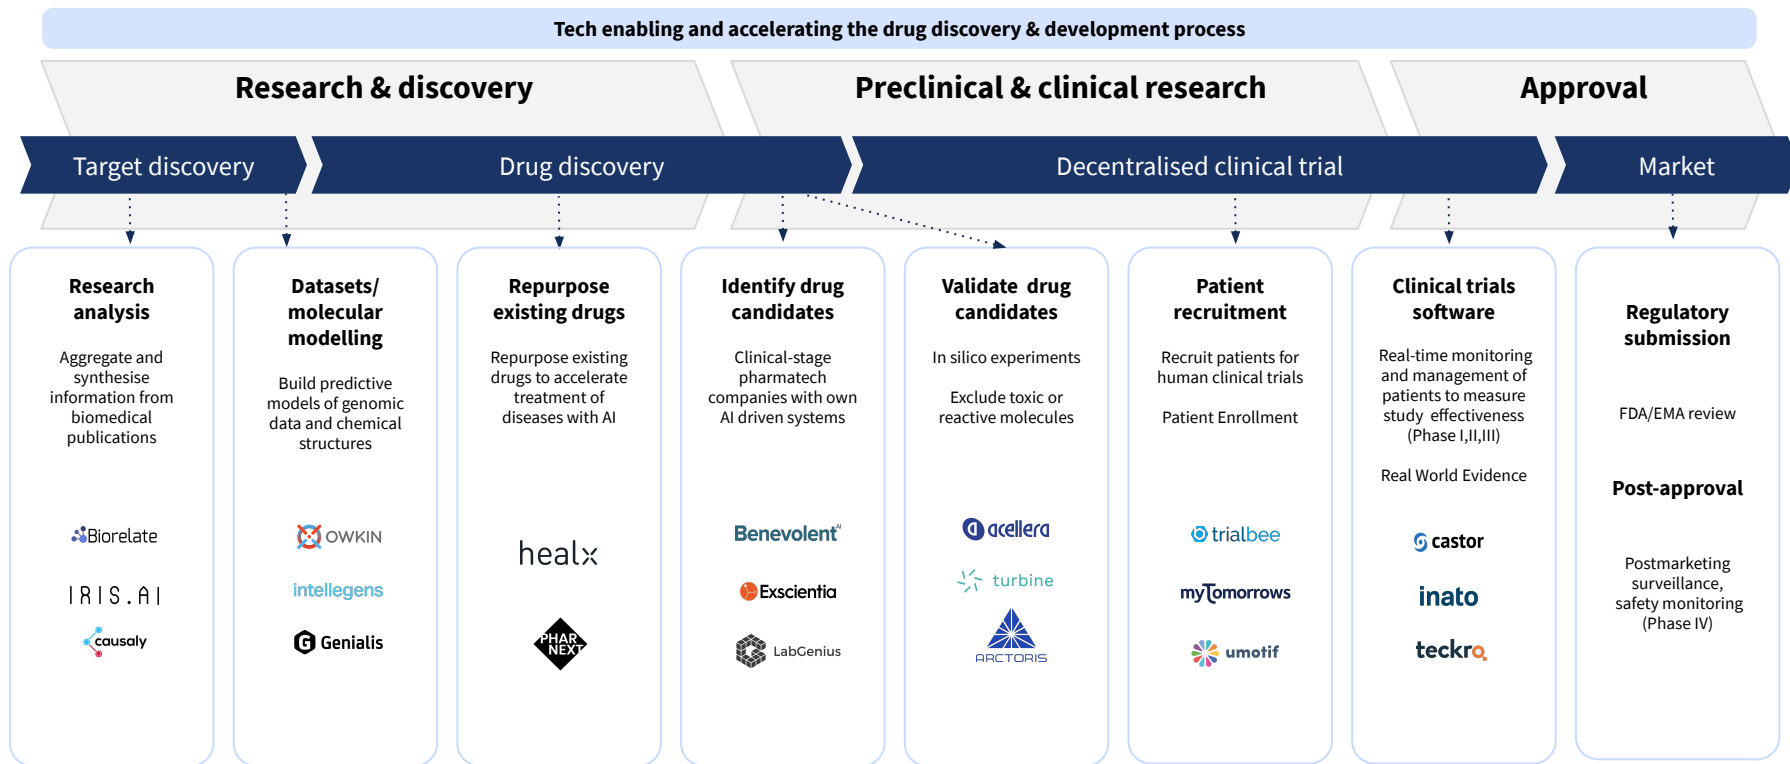 Tech enabling and accelerating the drug discovery & development process
Research & discovery
Preclinical & clinical research
Approval
Target discovery
Drug discovery
Decentralised clinical trial
Market
Research
analysis
Aggregate and
synthesise
information from
biomedical
publications
Biorelate
IRIS.AI
causaly
Datasets/
molecular
modelling
Build predictive
models of genomic
data and chemical
structures
OWKIN
intellegens
G Genialis
Repurpose
existing drugs
Repurpose existing
drugs to accelerate
treatment of
diseases with AI
healx
PHAR
NEXT
Identify drug
candidates
Clinical-stage
pharmatech
companies with own
AI driven systems
Benevolent AI
Exscientia
LabGenius
Validate drug
candidates
In silico experiments
Exclude toxic or
reactive molecules
acellera
turbine
ARCTORIS
Patient
recruitment
Recruit patients for
human clinical trials
Patient Enrollment
trialbee
myTomorrows
umotif
Clinical trials
software
Real-time monitoring
and management of
patients to measure
study effectiveness
(Phase I,II,III)
Real World Evidence
castor
inato
teckro
Regulatory
submission
FDA/EMA review
Post-approval
Postmarketing
surveillance,
safety monitoring
(Phase IV)